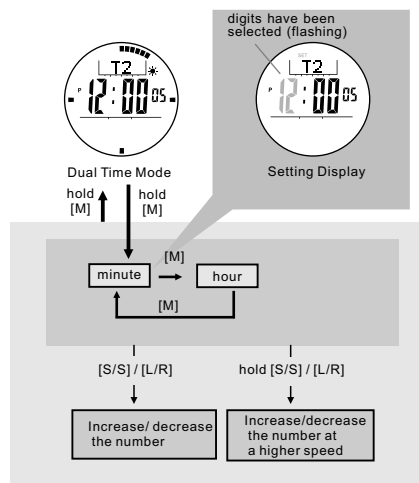 digits have been
selected (flashing)
T2
P 12:00 05
SET
T2
P 12:00 05
Dual Time Mode
Setting Display
hold
[M]
hold
[M]
minute
[M]
hour
[M]
[S/S] / [L/R]
hold [S/S] / [L/R]
Increase/ decrease
the number
Increase/decrease
the number at
a higher speed